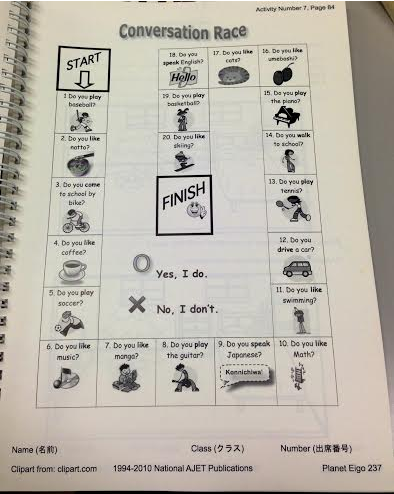 Activity Number 7, Page 84
Conversation Race
START
1 Do you play
baseball?
2. Do you like
natto?
3. Do you come
to school by
bike?
4. Do you like
coffee?
5. Do you play
soccer?
6. Do you like
music?
7. Do you like
manga?
8. Do you play
the guitar?
9. Do you speak
Japanese?
Konnichiwa!
10. Do you like
Math?
11. Do you like
swimming?
12. Do you
drive a car?
13. Do you play
tennis?
14. Do you walk
to school?
15. Do you play
the piano?
16. Do you like
umeboshi?
17. Do you like
cats?
18. Do you
speak English?
Hello
19. Do you play
basketball?
20. Do you like
skiing?
FINISH
Yes, I do.
No, I don't.
Name (名前)
Class (クラス)
Number (出席番号)
Clipart from: clipart.com
1994-2010 National AJET Publications
Planet Eigo 237